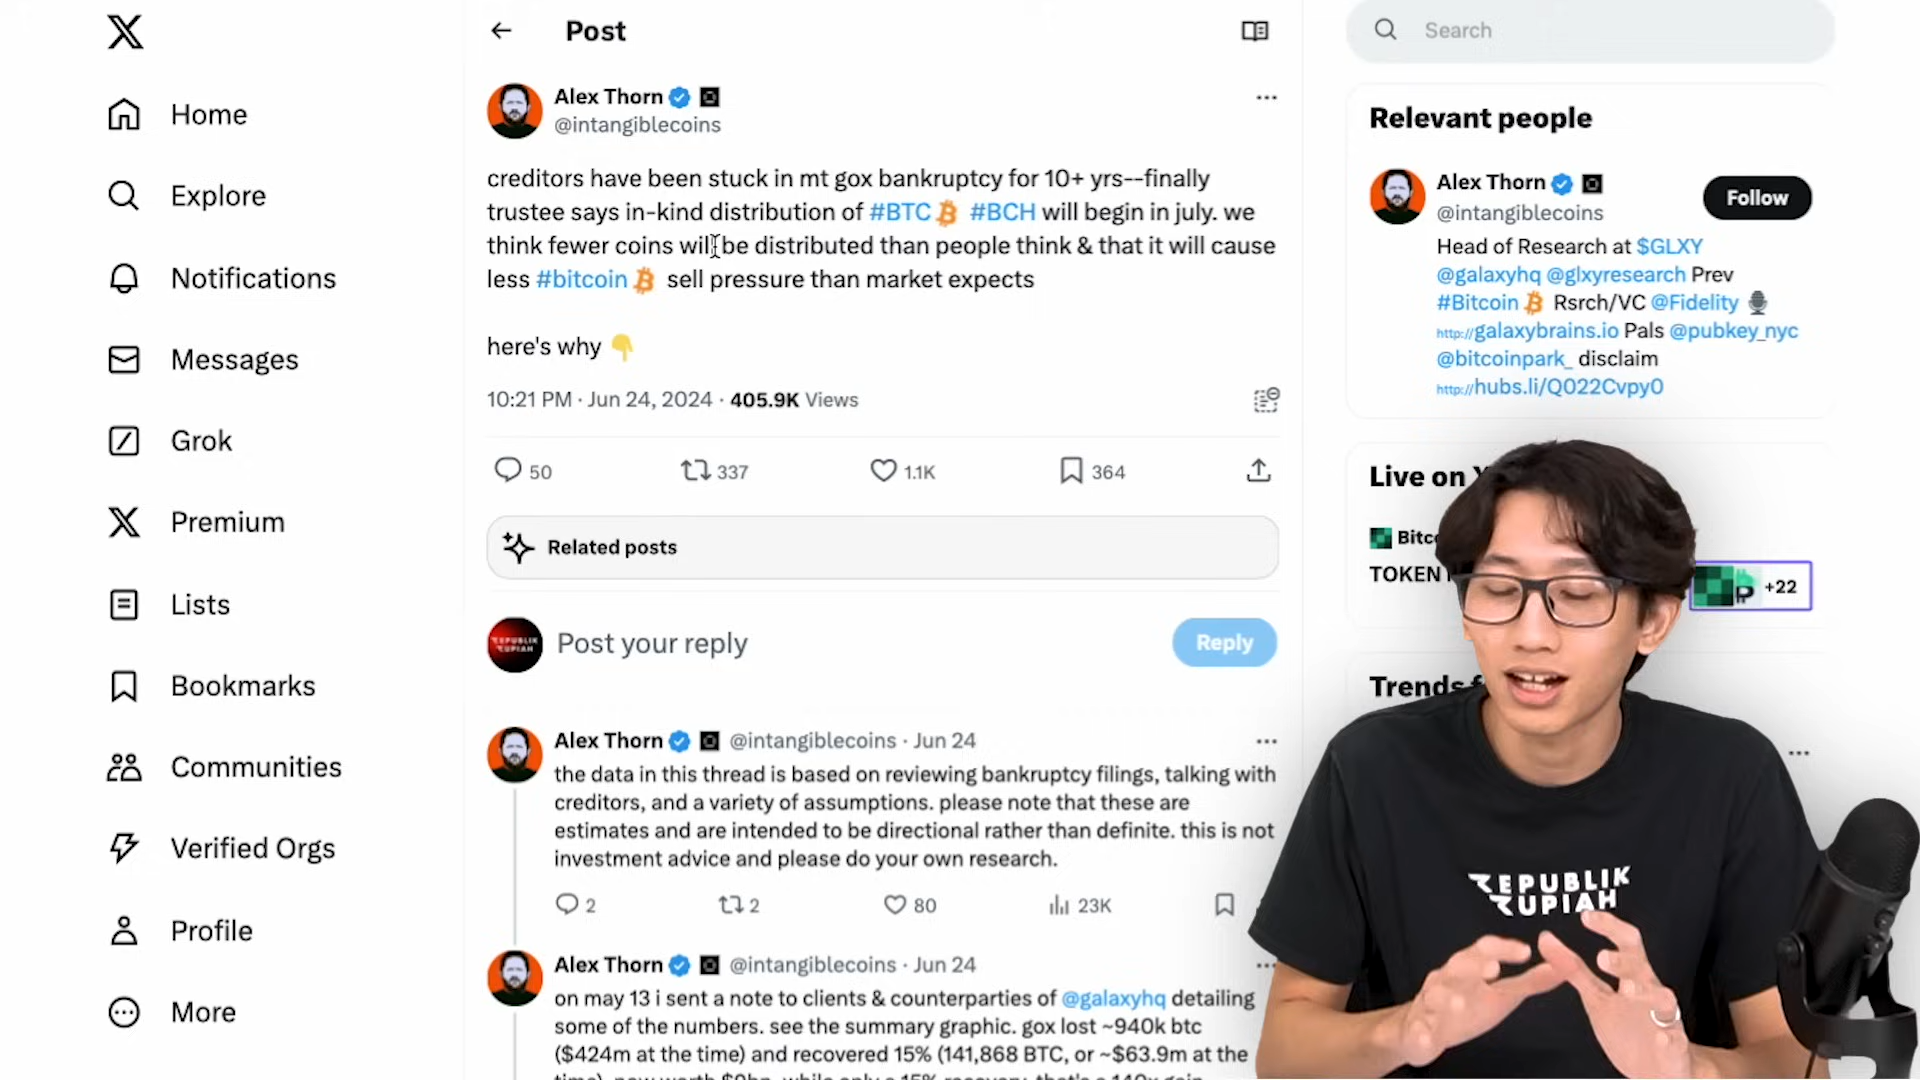 Home
Explore
Notifications
Messages
Grok
Premium
Lists
Bookmarks
Communities
Verified Orgs
Profile
More
Post
Alex Thorn
@intangiblecoins
creditors have been stuck in mt gox bankruptcy for 10+ yrs--finally
trustee says in-kind distribution of #BTC #BCH will begin in july. we
think fewer coins will be distributed than people think & that it will cause
less #bitcoin sell pressure than market expects
here's why 👇
10:21 PM · Jun 24, 2024 · 405.9K Views
50 337 1.1K 364
Related posts
REPUBLIK
RUPIAH
Post your reply
Reply
Alex Thorn @intangiblecoins · Jun 24
the data in this thread is based on reviewing bankruptcy filings, talking with
creditors, and a variety of assumptions. please note that these are
estimates and are intended to be directional rather than definite. this is not
investment advice and please do your own research.
2 2 80 23K
Alex Thorn @intangiblecoins · Jun 24
on may 13 i sent a note to clients & counterparties of @galaxyhq detailing
some of the numbers. see the summary graphic. gox lost ~940k btc
($424m at the time) and recovered 15% (141,868 BTC, or ~$63.9m at the
Search
Relevant people
Alex Thorn
@intangiblecoins
Follow
Head of Research at $GLXY
@galaxyhq @glxyresearch Prev
#Bitcoin Rsrch/VC @Fidelity 🎙
http://galaxybrains.io Pals @pubkey_nyc
@bitcoinpark_ disclaim
http://hubs.li/Q022Cvpy0
Live on
Bitc
TOKEN
+22
Trends
REPUBLIK
RUPIAH